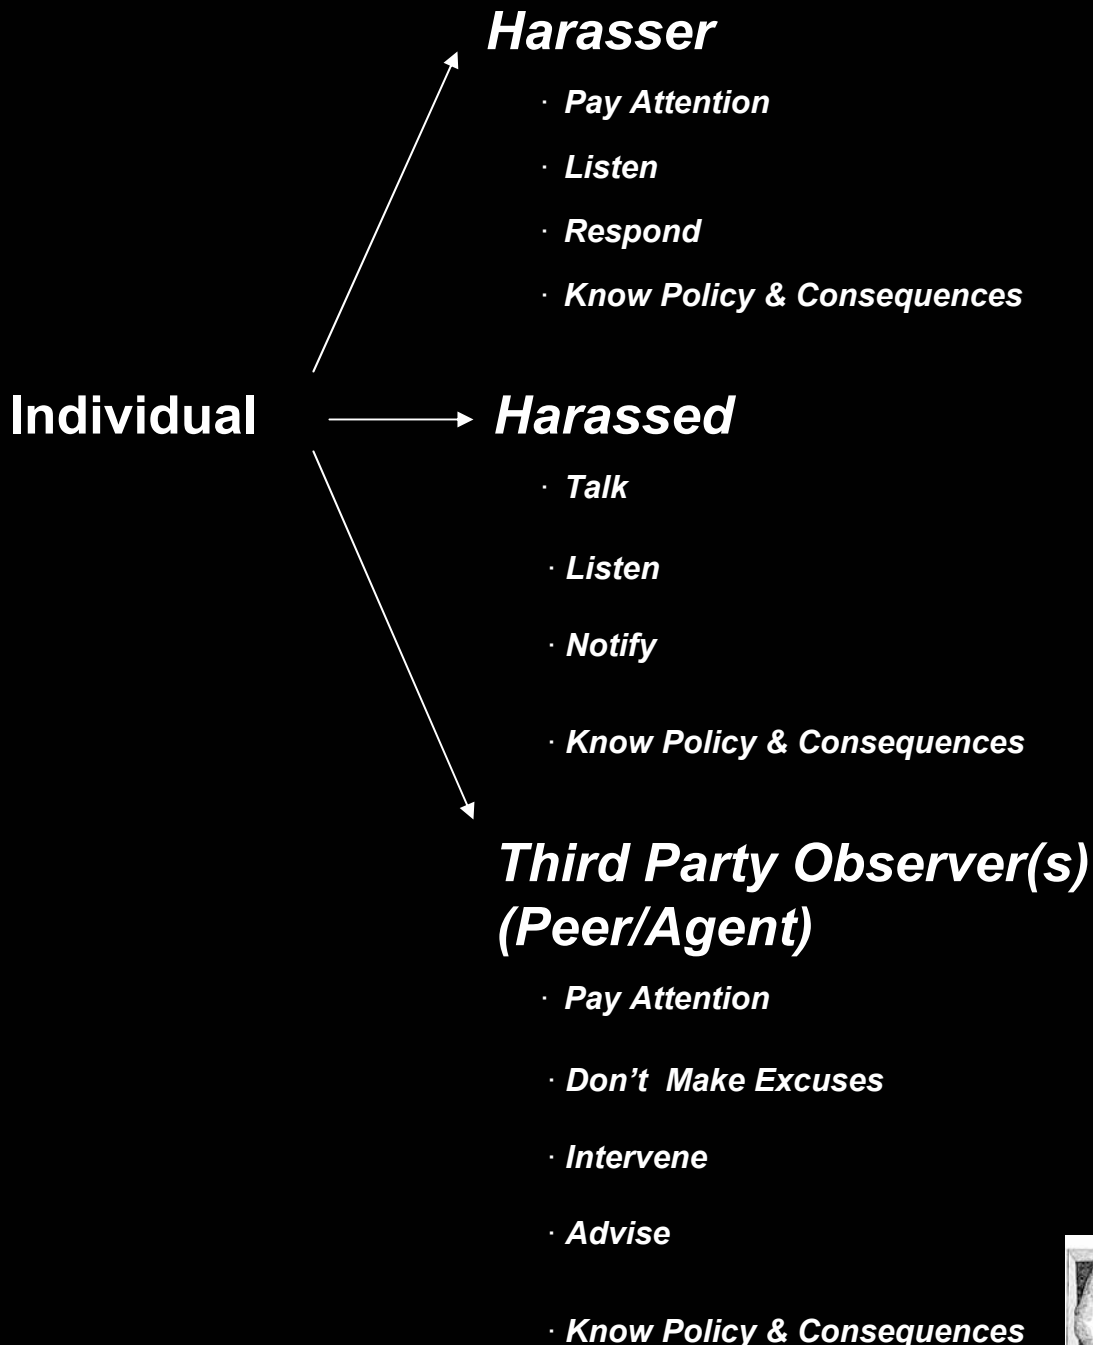 Harasser
· Pay Attention
· Listen
· Respond
· Know Policy & Consequences
Individual
Harassed
· Talk
· Listen
· Notify
· Know Policy & Consequences
Third Party Observer(s)
(Peer/Agent)
· Pay Attention
· Don’t  Make Excuses
· Intervene
· Advise
· Know Policy & Consequences